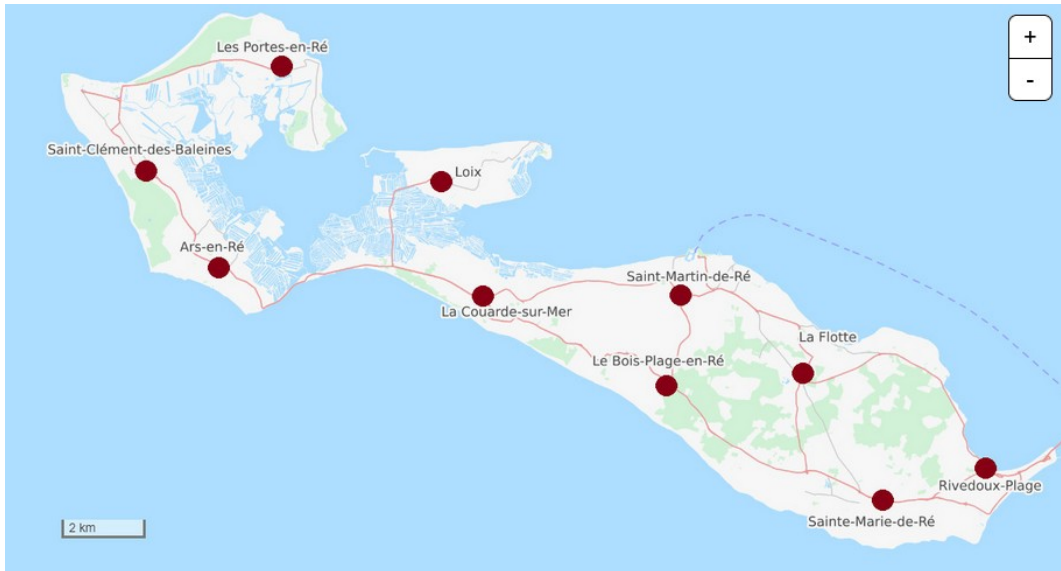 +
-
Les Portes-en-Ré
Saint-Clément-des-Baleines
Loix
Ars-en-Ré
Saint-Martin-de-Ré
La Couarde-sur-Mer
La Flotte
Le Bois-Plage-en-Ré
Rivedoux-Plage
Sainte-Marie-de-Ré
2 km